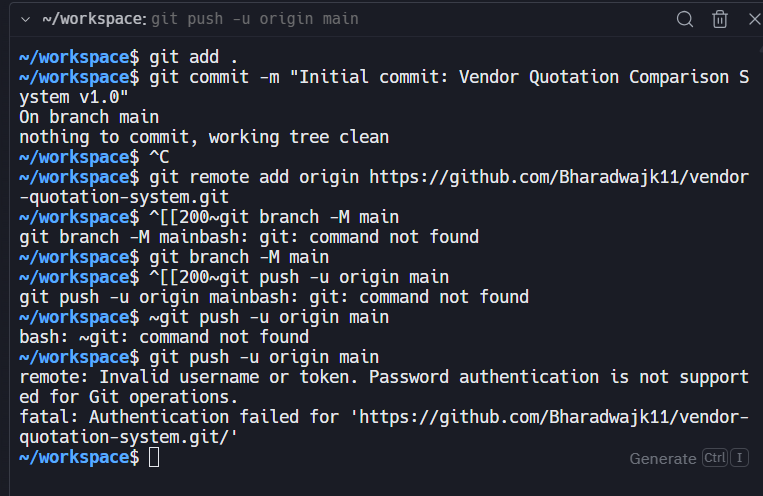 ~/workspace: git push -u origin main
~/workspace$ git add .
~/workspace$ git commit -m "Initial commit: Vendor Quotation Comparison S
ystem v1.0"
On branch main
nothing to commit, working tree clean
~/workspace$ ^C
~/workspace$ git remote add origin https://github.com/Bharadwajk11/vendor
-quotation-system.git
~/workspace$ ^[[200~git branch -M main
git branch -M mainbash: git: command not found
~/workspace$ git branch -M main
~/workspace$ ^[[200~git push -u origin main
git push -u origin mainbash: git: command not found
~/workspace$ ~git push -u origin main
bash: ~git: command not found
~/workspace$ git push -u origin main
remote: Invalid username or token. Password authentication is not support
ed for Git operations.
fatal: Authentication failed for 'https://github.com/Bharadwajk11/vendor-
quotation-system.git/'
~/workspace$
Generate Ctrl I